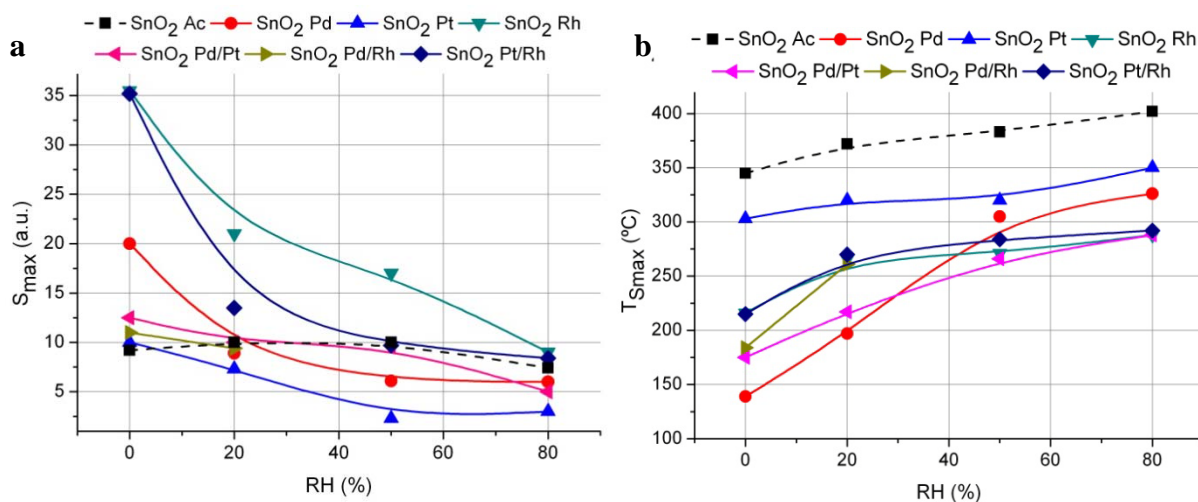 a
SnO2 Ac SnO2 Pd SnO2 Pt SnO2 Rh
SnO2 Pd/Pt SnO2 Pd/Rh SnO2 Pt/Rh
Smax (a.u.)
35
30
25
20
15
10
5
0 20 40 60 80
RH (%)
b
SnO2 Ac SnO2 Pd SnO2 Pt SnO2 Rh
SnO2 Pd/Pt SnO2 Pd/Rh SnO2 Pt/Rh
TSmax (ºC)
400
350
300
250
200
150
100
0 20 40 60 80
RH (%)